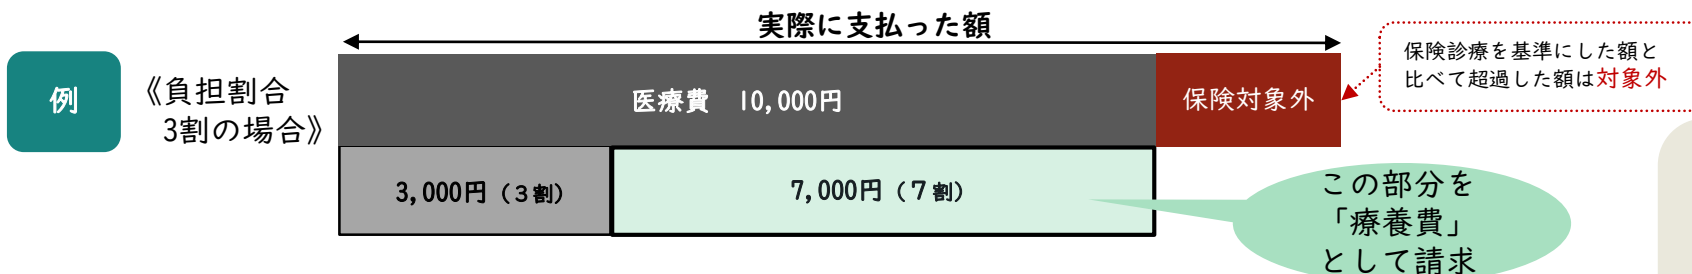 実際に支払った額
例
《負担割合
3割の場合》
医療費 10,000円
保険対象外
保険診療を基準にした額と
比べて超過した額は対象外
3,000円（３割）
7,000円（７割）
この部分を
「療養費」
として請求